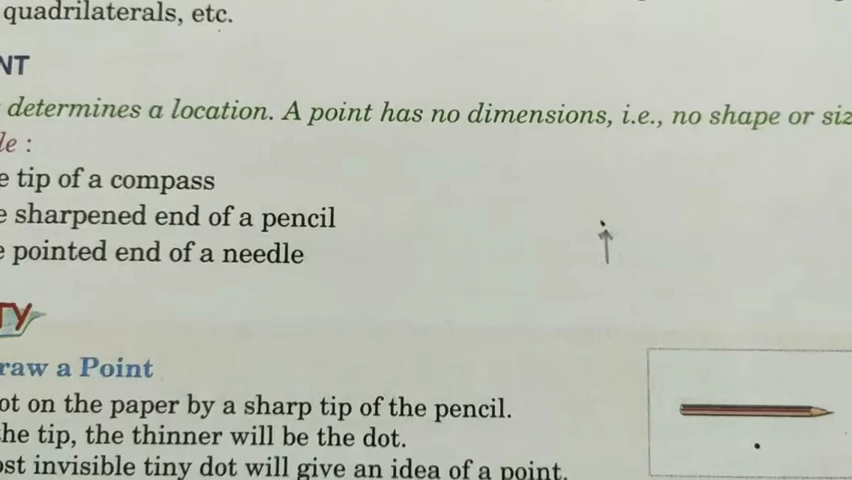 quadrilaterals, etc.
NT
determines a location. A point has no dimensions, i.e., no shape or siz
le :
e tip of a compass
e sharpened end of a pencil
e pointed end of a needle
TY
raw a Point
ot on the paper by a sharp tip of the pencil.
he tip, the thinner will be the dot.
ost invisible tiny dot will give an idea of a point.